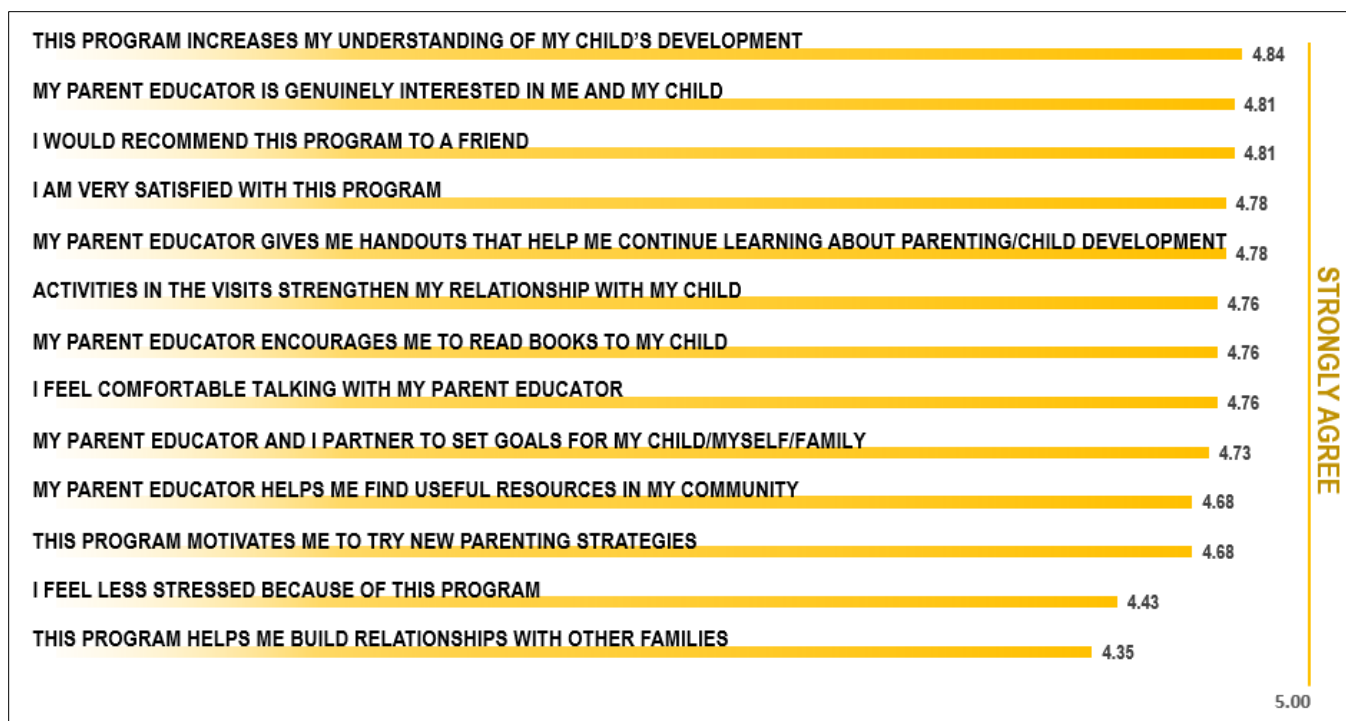 THIS PROGRAM INCREASES MY UNDERSTANDING OF MY CHILD’S DEVELOPMENT
4.84
MY PARENT EDUCATOR IS GENUINELY INTERESTED IN ME AND MY CHILD
4.81
I WOULD RECOMMEND THIS PROGRAM TO A FRIEND
4.81
I AM VERY SATISFIED WITH THIS PROGRAM
4.78
MY PARENT EDUCATOR GIVES ME HANDOUTS THAT HELP ME CONTINUE LEARNING ABOUT PARENTING/CHILD DEVELOPMENT
4.78
ACTIVITIES IN THE VISITS STRENGTHEN MY RELATIONSHIP WITH MY CHILD
4.76
MY PARENT EDUCATOR ENCOURAGES ME TO READ BOOKS TO MY CHILD
4.76
I FEEL COMFORTABLE TALKING WITH MY PARENT EDUCATOR
4.76
MY PARENT EDUCATOR AND I PARTNER TO SET GOALS FOR MY CHILD/MYSELF/FAMILY
4.73
MY PARENT EDUCATOR HELPS ME FIND USEFUL RESOURCES IN MY COMMUNITY
4.68
THIS PROGRAM MOTIVATES ME TO TRY NEW PARENTING STRATEGIES
4.68
I FEEL LESS STRESSED BECAUSE OF THIS PROGRAM
4.43
THIS PROGRAM HELPS ME BUILD RELATIONSHIPS WITH OTHER FAMILIES
4.35
STRONGLY AGREE
5.00